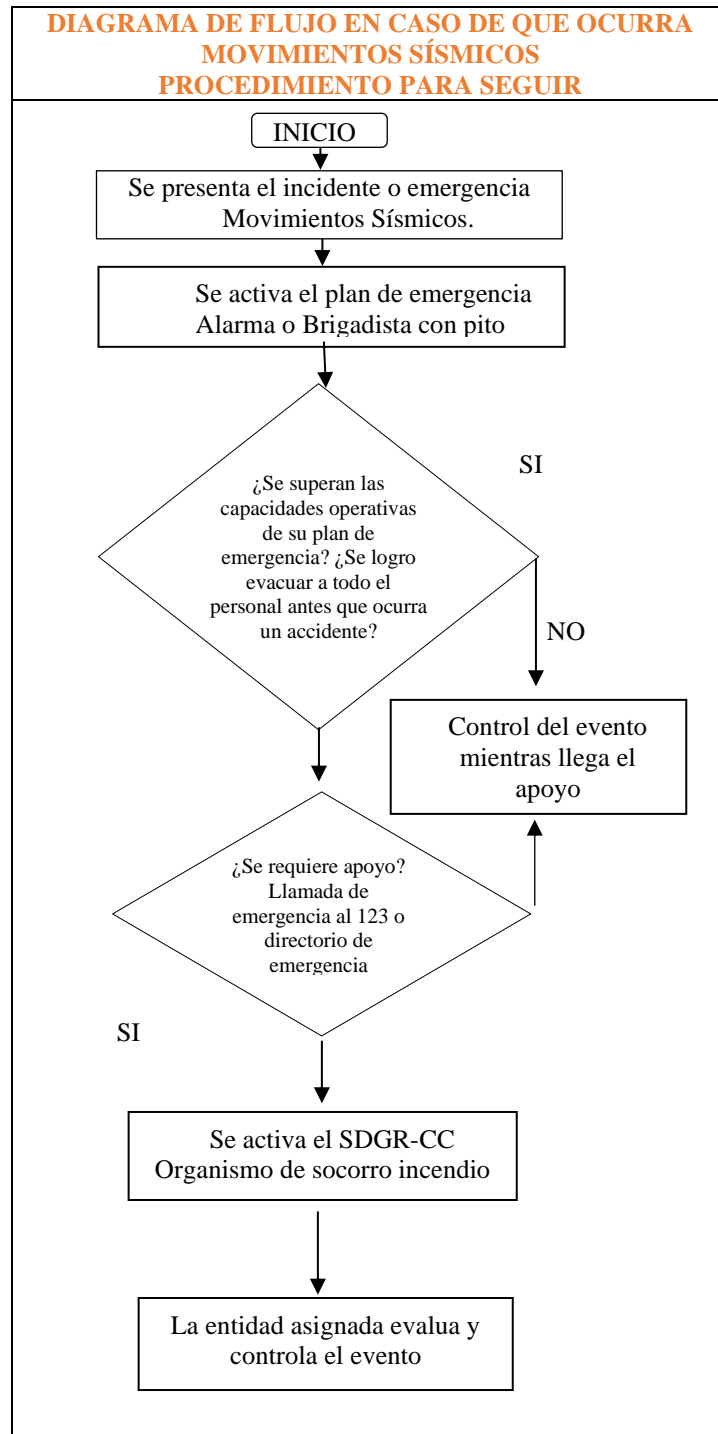 DIAGRAMA DE FLUJO EN CASO DE QUE OCURRA
MOVIMIENTOS SÍSMICOS
PROCEDIMIENTO PARA SEGUIR
INICIO
Se presenta el incidente o emergencia
Movimientos Sísmicos.
Se activa el plan de emergencia
Alarma o Brigadista con pito
SI
¿Se superan las
capacidades operativas
de su plan de
emergencia? ¿Se logro
evacuar a todo el
personal antes que ocurra
un accidente?
NO
Control del evento
mientras llega el
apoyo
¿Se requiere apoyo?
Llamada de
emergencia al 123 o
directorio de
emergencia
SI
Se activa el SDGR-CC
Organismo de socorro incendio
La entidad asignada evalua y
controla el evento